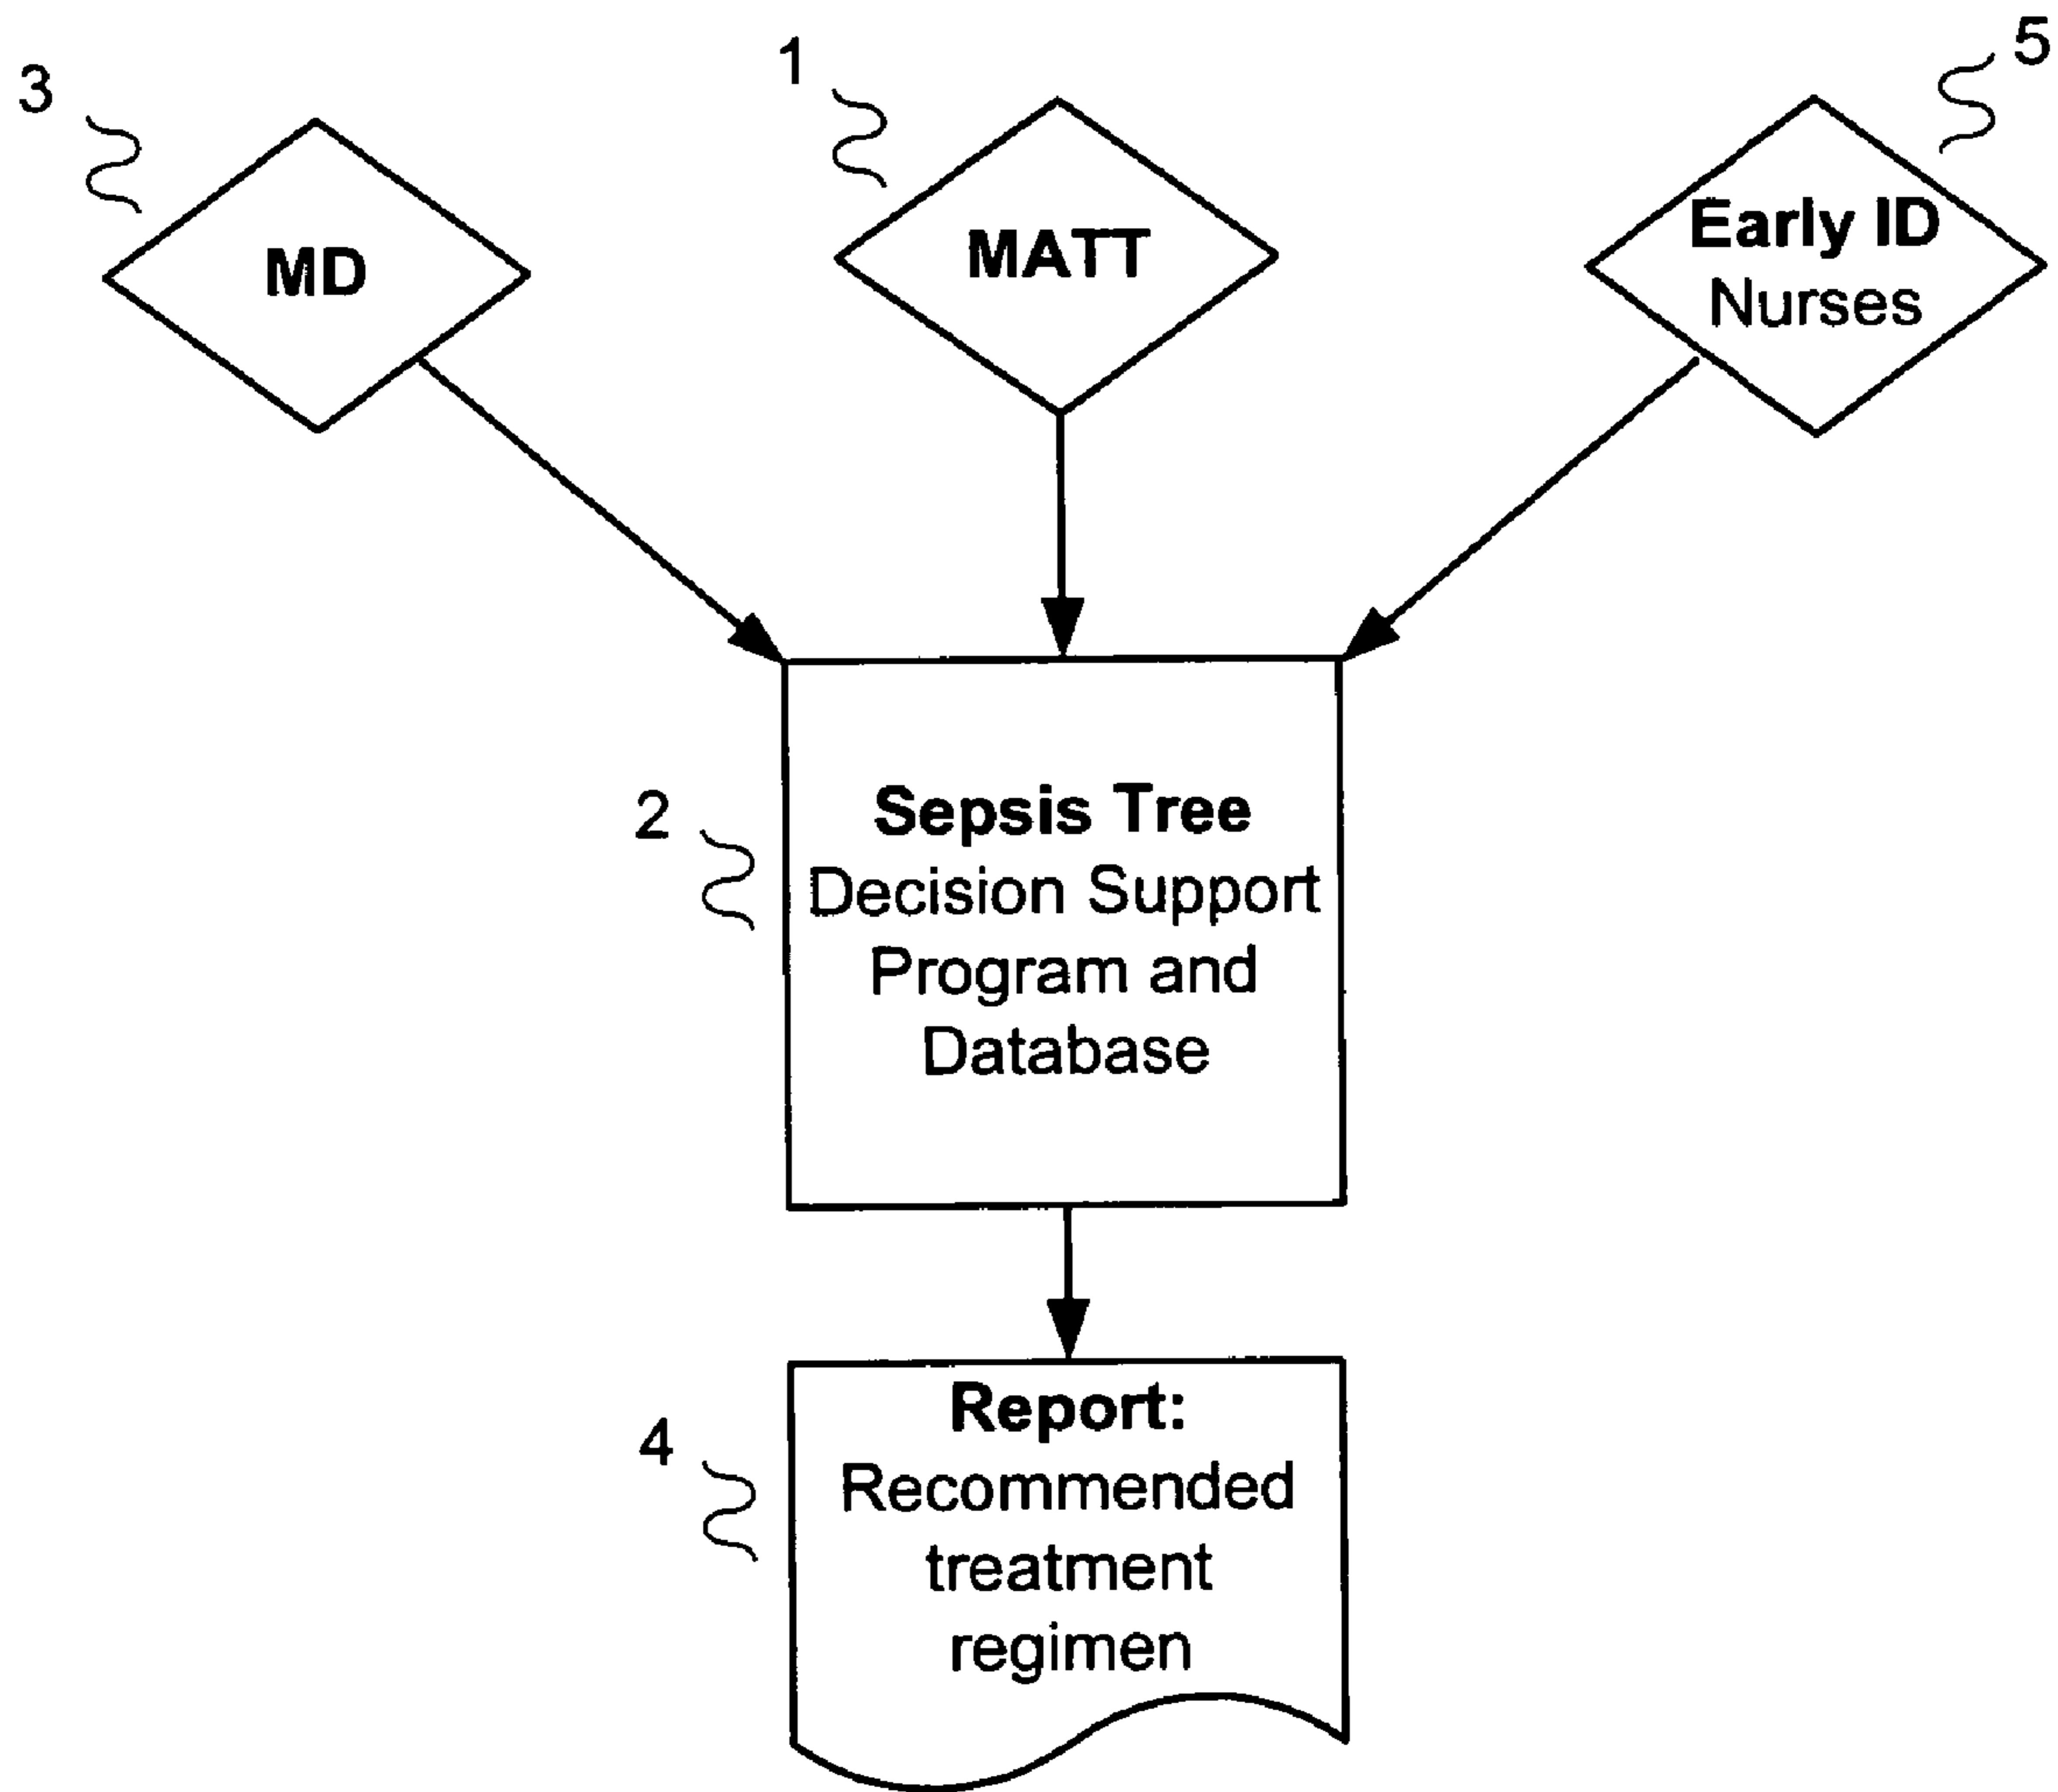 3
1
5
MD
MATT
Early ID
Nurses
2
Sepsis Tree
Decision Support
Program and
Database
4
Report:
Recommended
treatment
regimen